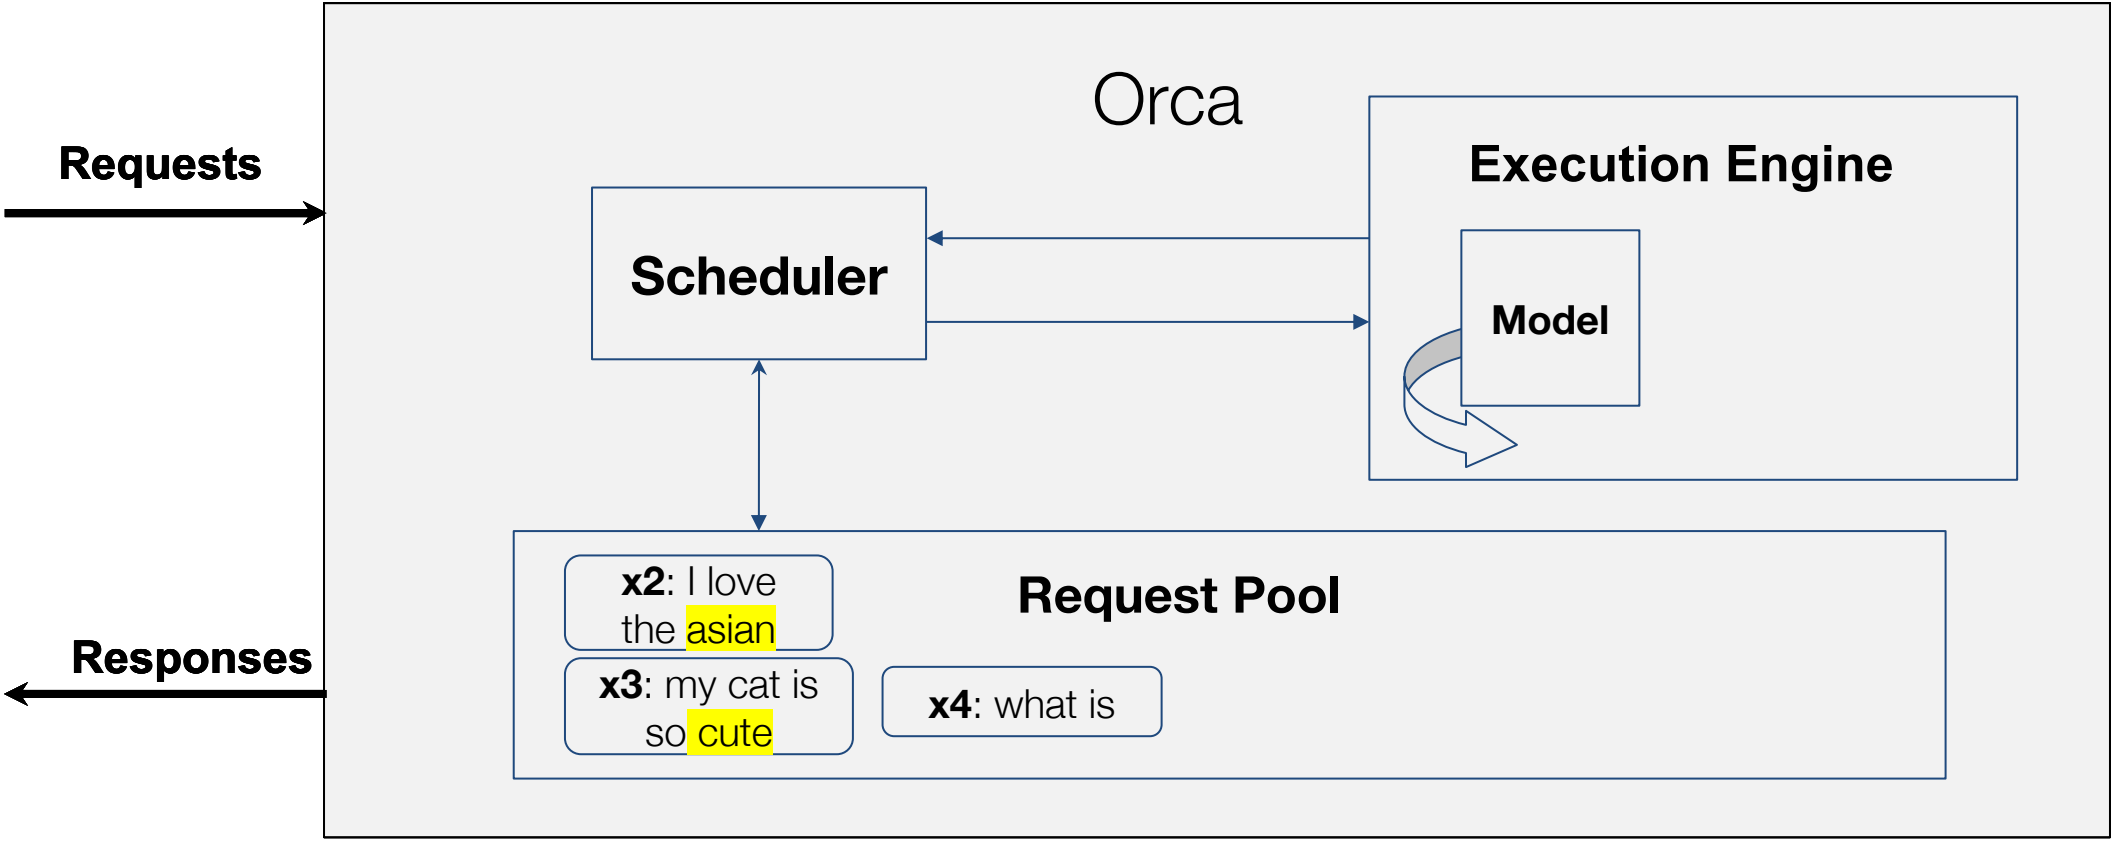 Orca
Requests
Execution Engine
Scheduler
Model
Request Pool
x2: I love
the asian
x3: my cat is
so cute
x4: what is
Responses